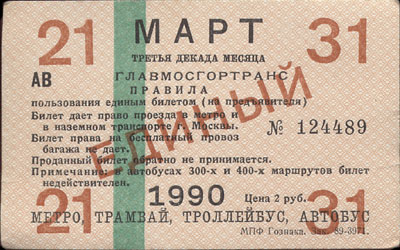 21 МАРТ 31
ТРЕТЬЯ ДЕКАДА МЕСЯЦА
АВ ГЛАВМОСГОРТРАНС
ПРАВИЛА
пользования единым билетом (на предъявителя)
Билет дает право проезда в метро и
в наземном транспорте г. Москвы.
Билет права на бесплатный провоз
багажа не дает.
№ 124489
Проданный билет обратно не принимается.
Примечание. В автобусах 300-х и 400-х маршрутов билет
недействителен.
ЕДИНЫЙ
21 1990 Цена 2 руб. 31
МЕТРО, ТРАМВАЙ, ТРОЛЛЕЙБУС, АВТОБУС
МПФ Гознака. Зак. 89-3971.